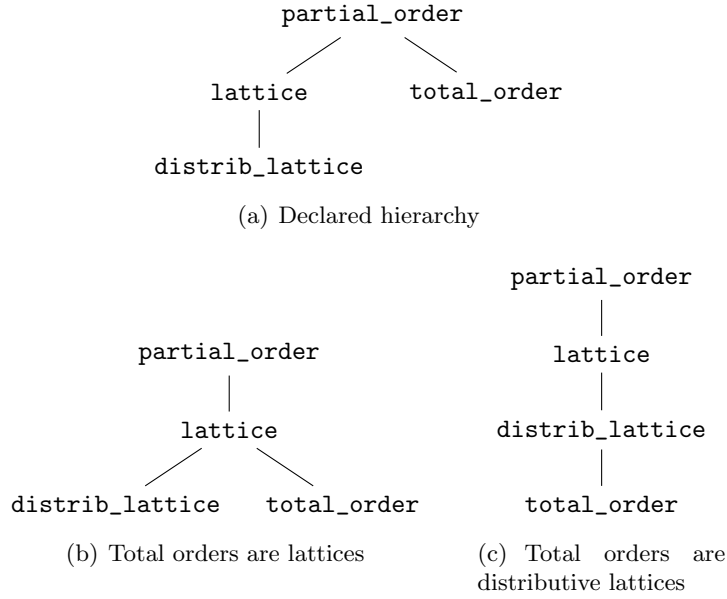 partial_order
lattice total_order
distrib_lattice
(a) Declared hierarchy
partial_order
lattice
distrib_lattice total_order
(b) Total orders are lattices
partial_order
lattice
distrib_lattice
total_order
(c) Total orders are
distributive lattices